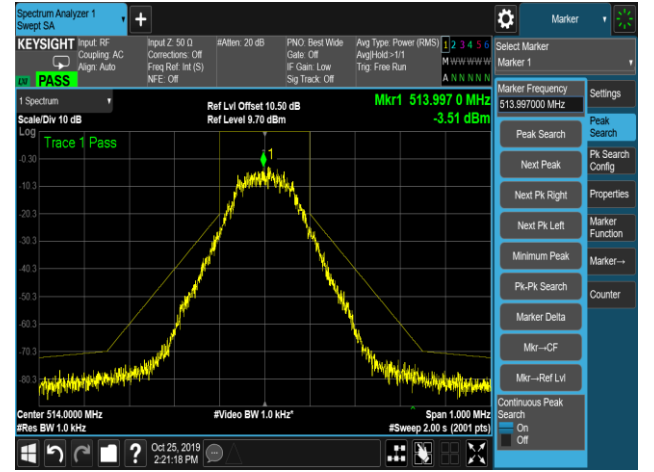 Spectrum Analyzer 1
Swept SA
Marker
KEYSIGHT
Input: RF
Coupling: AC
Align: Auto
Input Z: 50 Ω
Corrections: Off
Freq Ref: Int (S)
NFE: Off
#Atten: 20 dB
PNO: Best Wide
Gate: Off
IF Gain: Low
Sig Track: Off
Avg Type: Power (RMS)
Avg|Hold:>1/1
Trig: Free Run
1 2 3 4 5 6
M W W W W W
A N N N N N
PASS
1 Spectrum
Scale/Div 10 dB
Ref Lvl Offset 10.50 dB
Ref Level 9.70 dBm
Mkr1 513.997 0 MHz
-3.51 dBm
Log
Trace 1 Pass
1
-0.30
-10.3
-20.3
-30.3
-40.3
-50.3
-60.3
-70.3
-80.3
Center 514.0000 MHz
#Res BW 1.0 kHz
#Video BW 1.0 kHz*
Span 1.000 MHz
#Sweep 2.00 s (2001 pts)
Select Marker
Marker 1
Marker Frequency
513.997000 MHz
Peak Search
Next Peak
Next Pk Right
Next Pk Left
Minimum Peak
Pk-Pk Search
Marker Delta
Mkr→CF
Mkr→Ref Lvl
Continuous Peak
Search
On
Off
Settings
Peak
Search
Pk Search
Config
Properties
Marker
Function
Marker→
Counter
?
Oct 25, 2019
2:21:18 PM